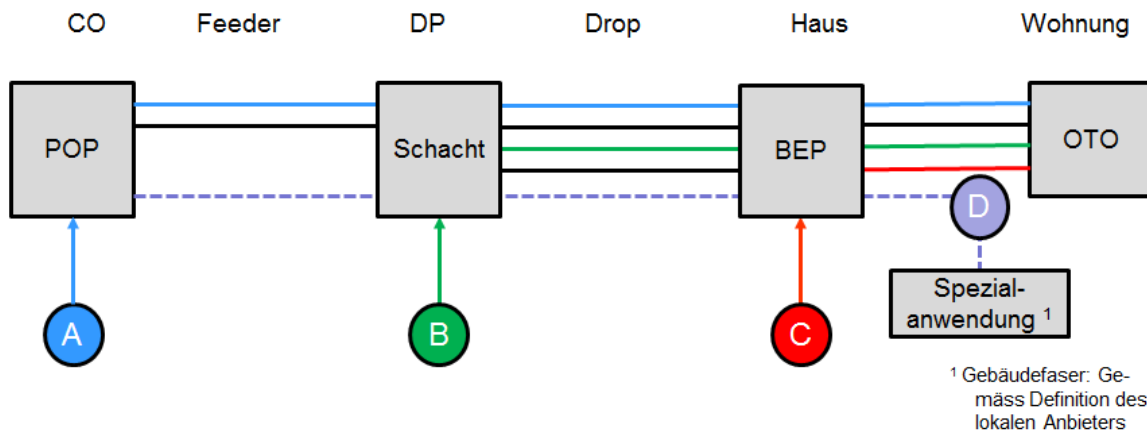 CO Feeder DP Drop Haus Wohnung
POP Schacht BEP OTO
D
A B C
Spezial-
anwendung ¹
¹ Gebäudefaser: Ge-
mäss Definition des
lokalen Anbieters